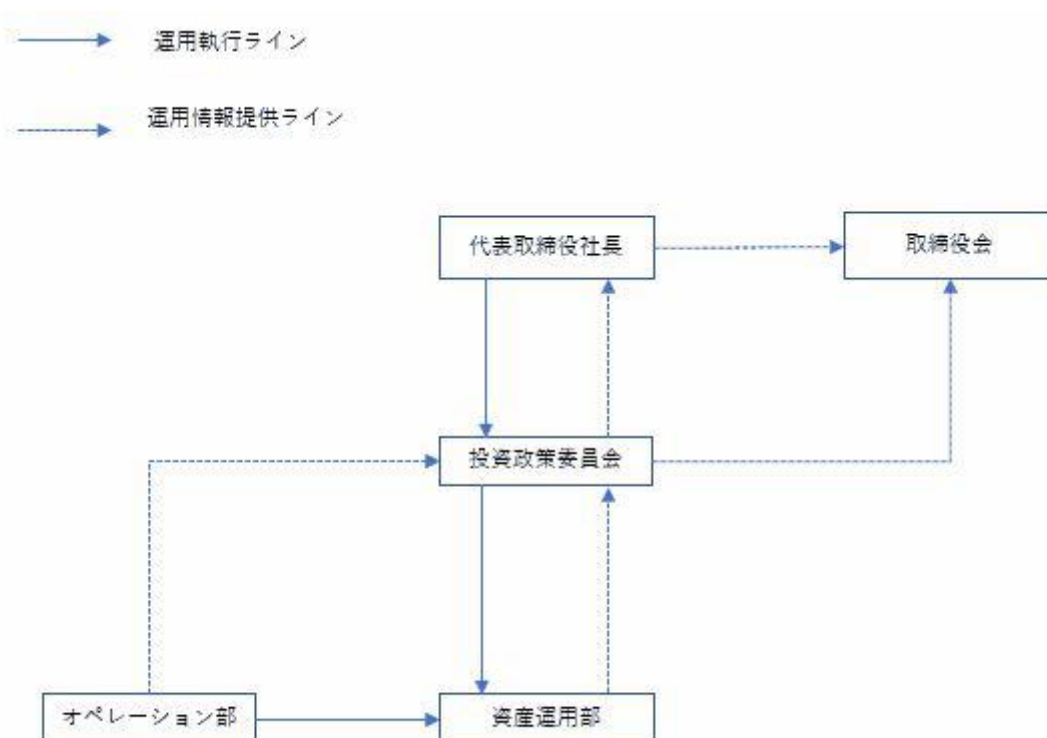 運用執行ライン
運用情報提供ライン
代表取締役社長
取締役会
投資政策委員会
オペレーション部
資産運用部